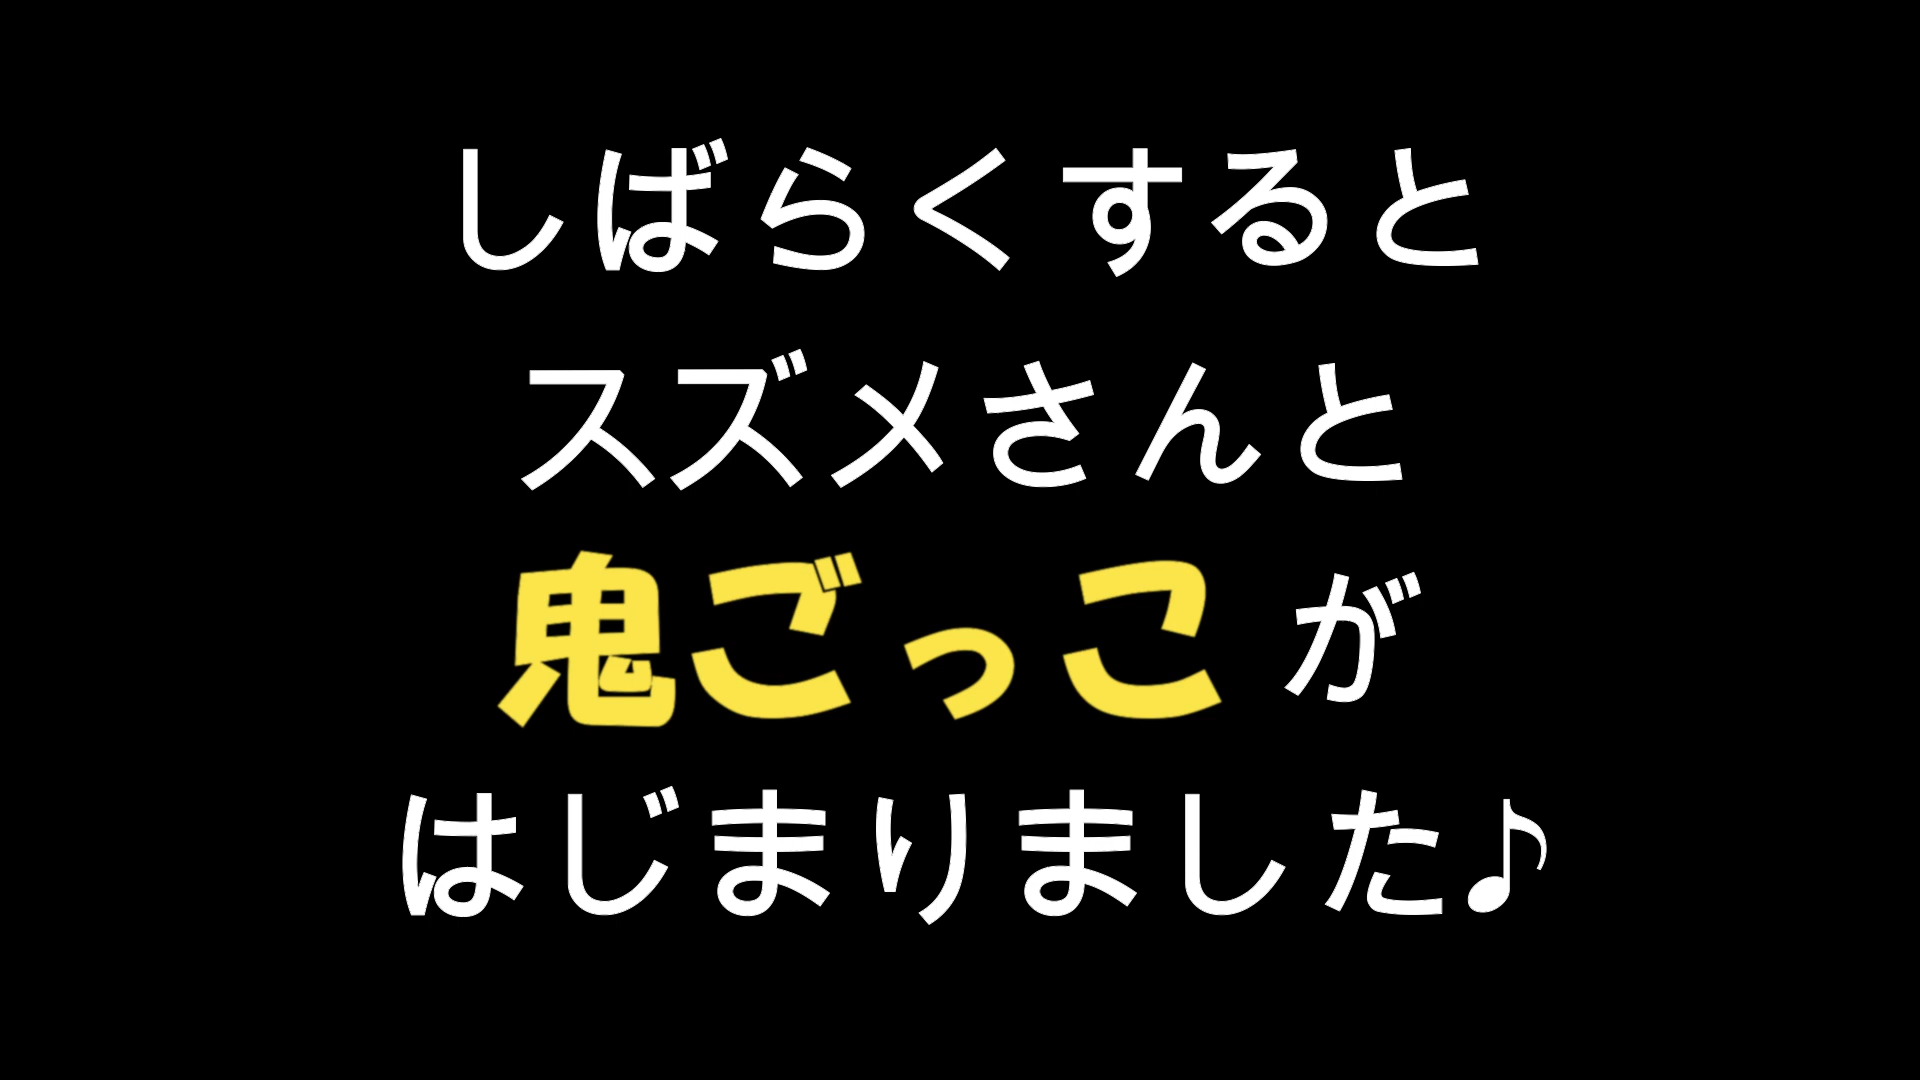 しばらくすると
スズメさんと
鬼ごっこが
はじまりました♪